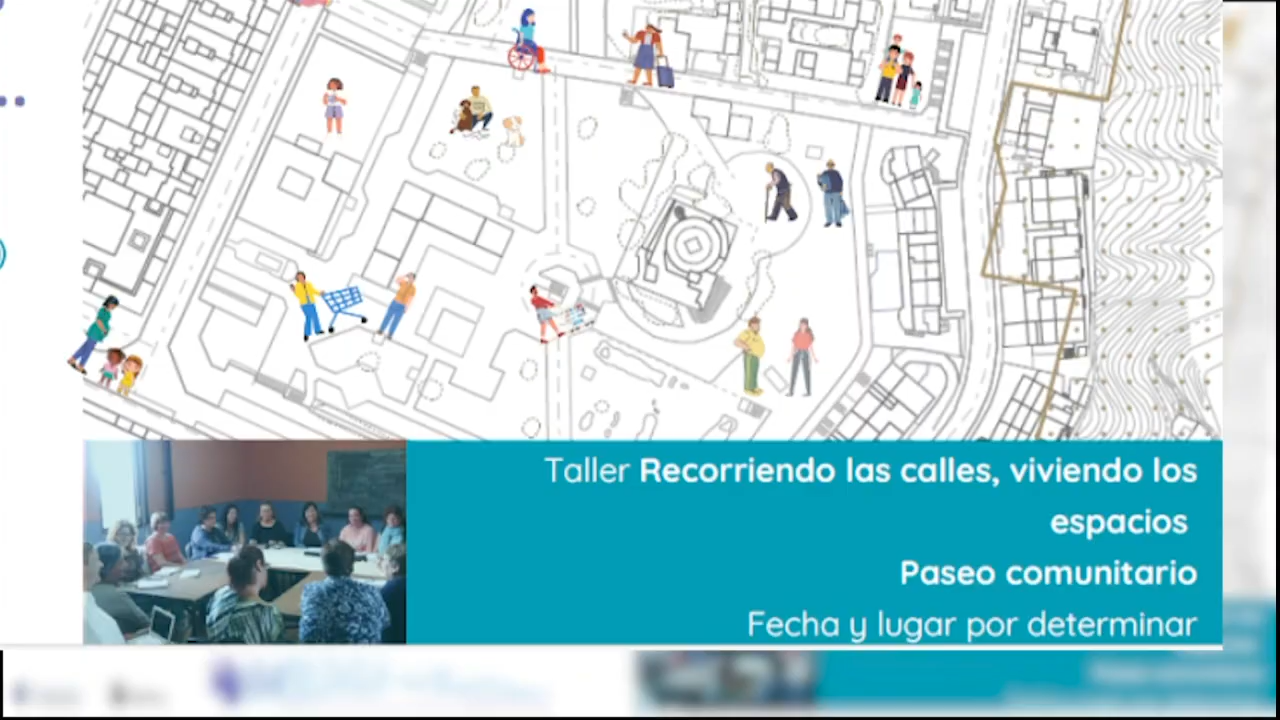 Taller Recorriendo las calles, viviendo los
espacios
Paseo comunitario
Fecha y lugar por determinar